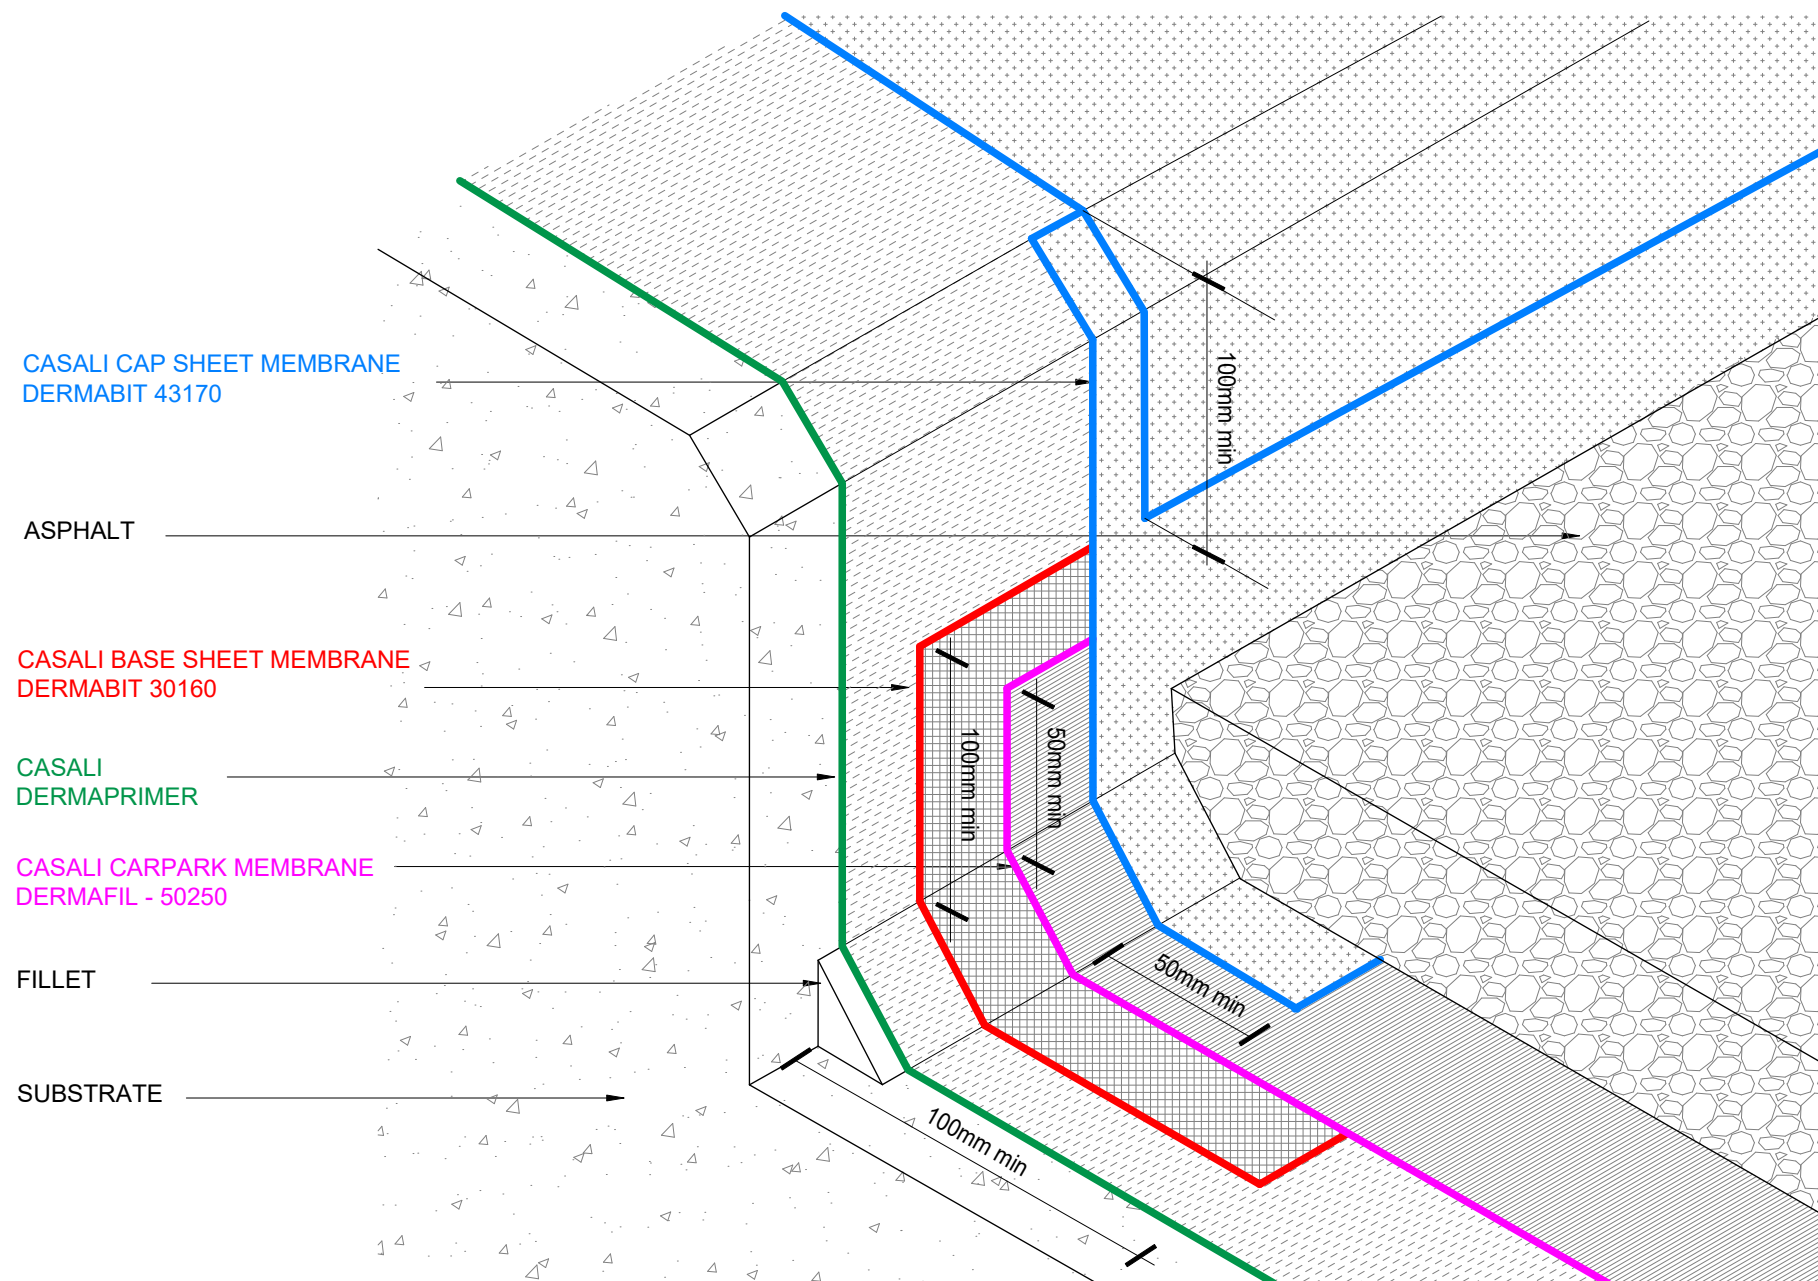 CASALI CAP SHEET MEMBRANE
DERMABIT 43170
100mm min
ASPHALT
CASALI BASE SHEET MEMBRANE
DERMABIT 30160
100mm min
50mm min
CASALI
DERMAPRIMER
CASALI CARPARK MEMBRANE
DERMAFIL - 50250
FILLET
50mm min
SUBSTRATE
100mm min